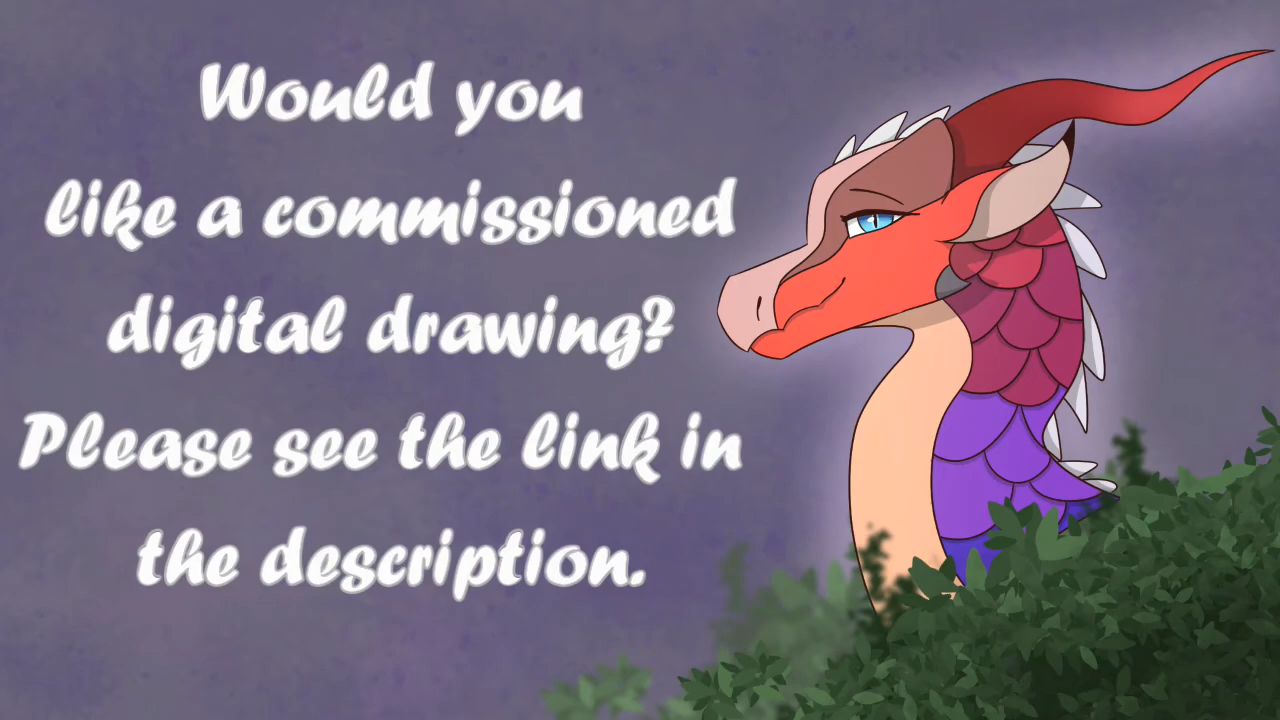 Would you
like a commissioned
digital drawing?
Please see the link in
the description.